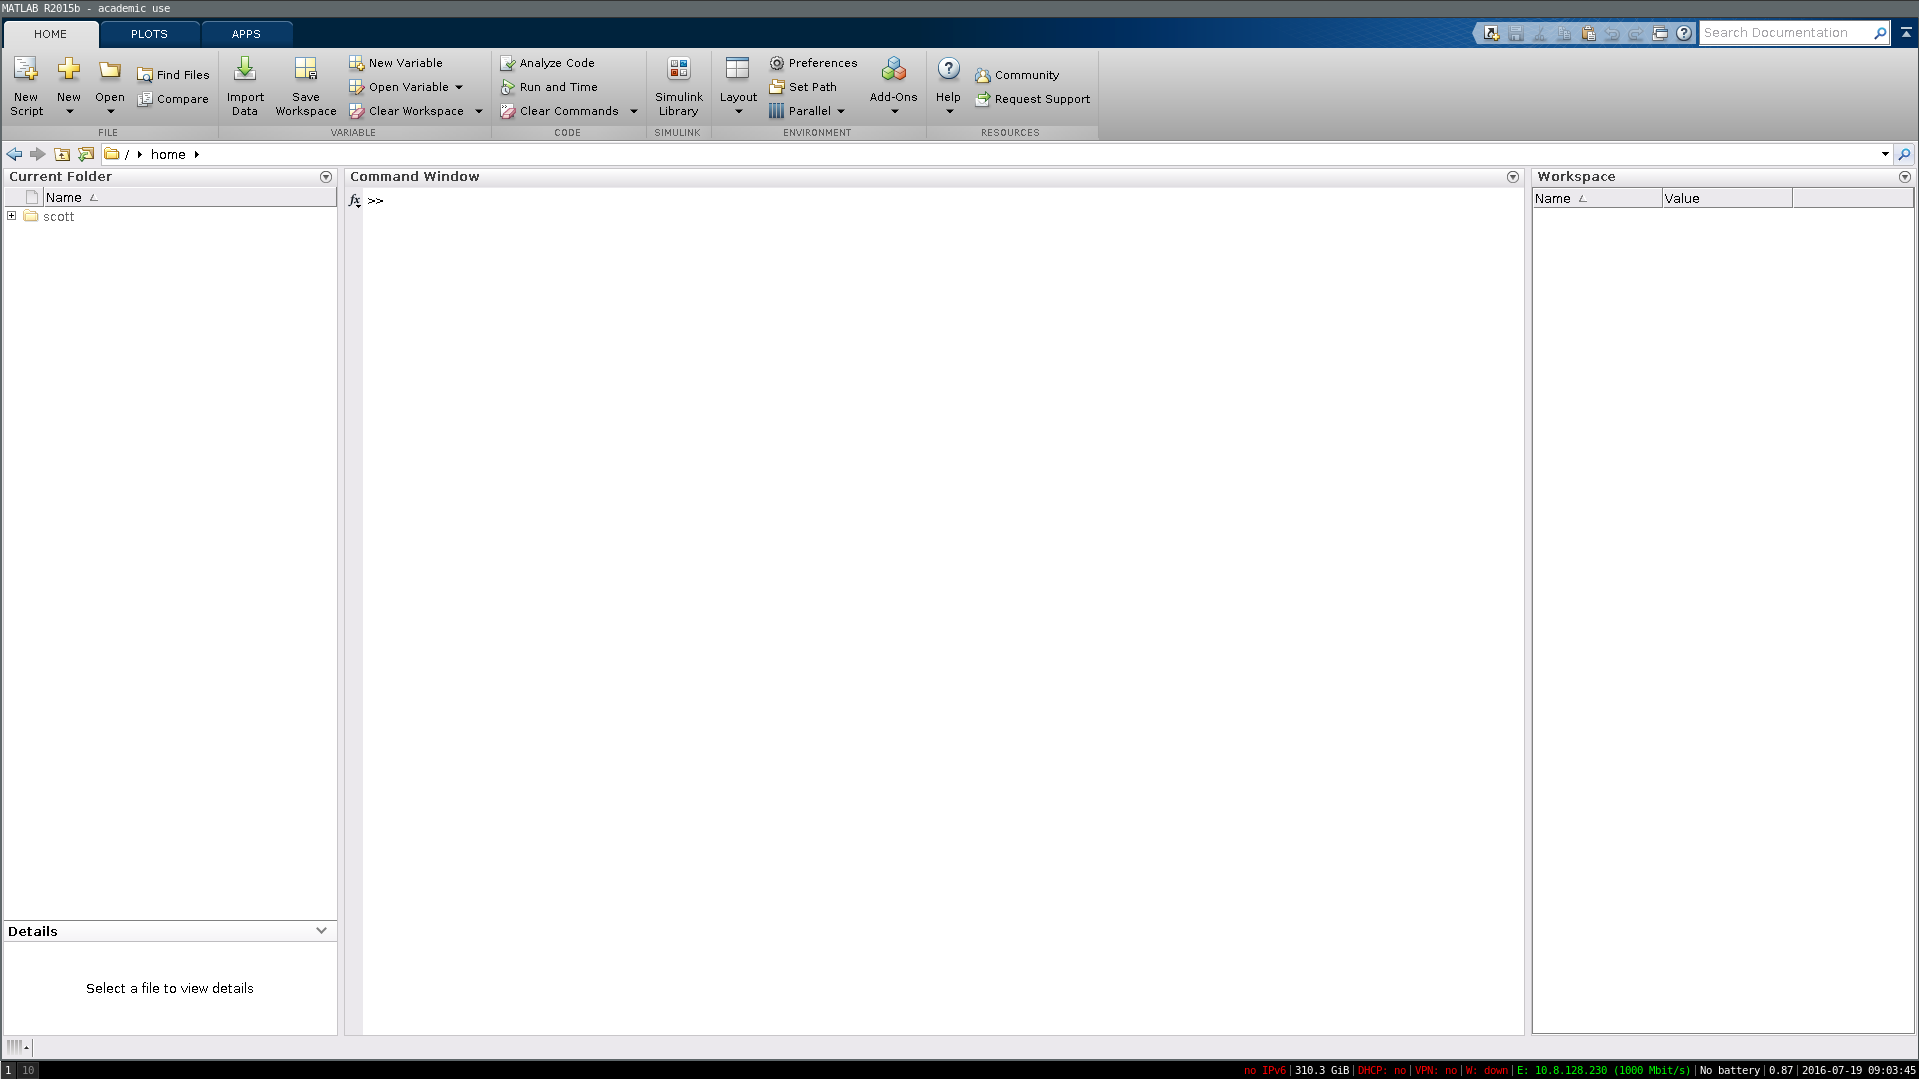 MATLAB R2015b - academic use
HOME PLOTS APPS
Search Documentation
New Script
New
Open
Find Files
Compare
FILE
Import Data
Save Workspace
New Variable
Open Variable
Clear Workspace
VARIABLE
Analyze Code
Run and Time
Clear Commands
CODE
Simulink Library
SIMULINK
Layout
Preferences
Set Path
Parallel
Add-Ons
ENVIRONMENT
Help
Community
Request Support
RESOURCES
/ home
Current Folder
Name
scott
Command Window
fx >>
Workspace
Name Value
Details
Select a file to view details
1 10
no IPv6|310.3 GiB|DHCP: no|VPN: no|W: down|E: 10.8.128.230 (1000 Mbit/s)|No battery|0.87|2016-07-19 09:03:45